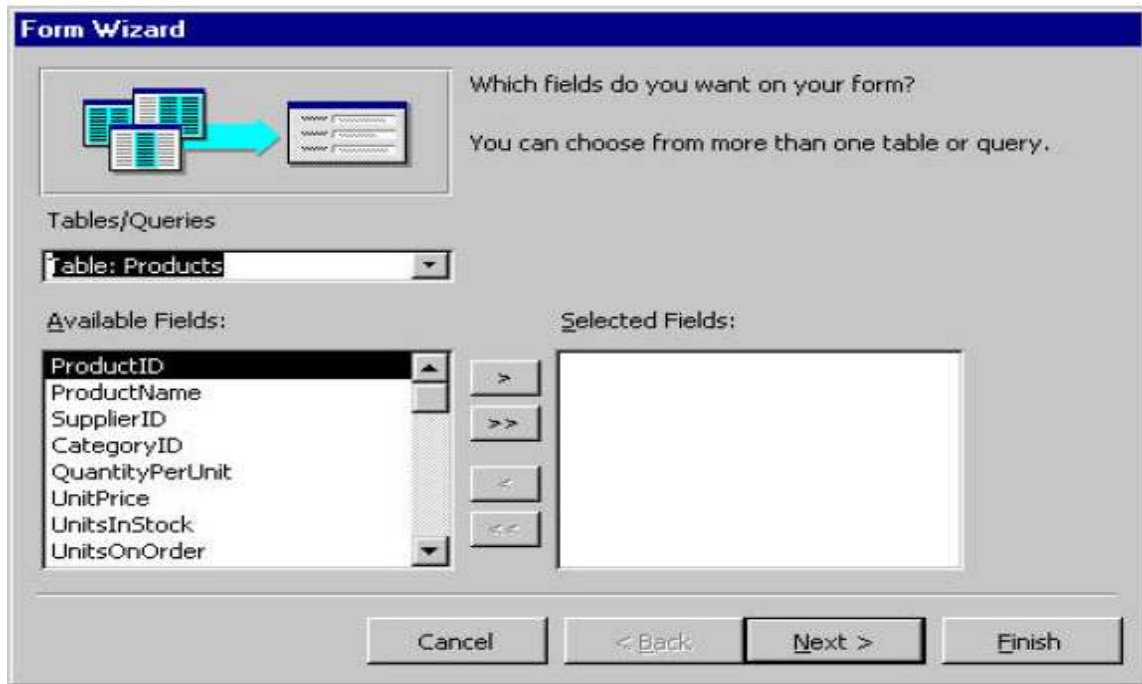 Form Wizard
Which fields do you want on your form?
You can choose from more than one table or query.
Tables/Queries
Table: Products
Available Fields:
Selected Fields:
ProductID
ProductName
SupplierID
CategoryID
QuantityPerUnit
UnitPrice
UnitsInStock
UnitsOnOrder
>
>>
<
<<
Cancel
< Back
Next >
Finish